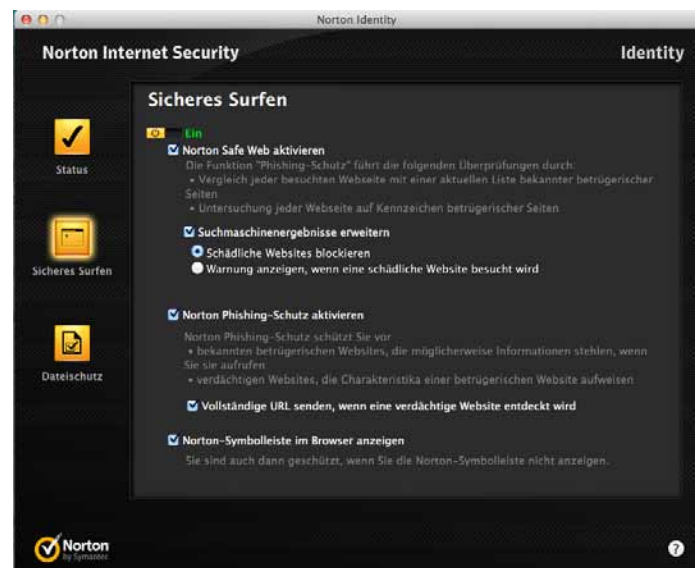 Norton Identity
Norton Internet Security
Identity
Sicheres Surfen
Ein
Norton Safe Web aktivieren
Die Funktion "Phishing-Schutz" führt die folgenden Überprüfungen durch:
• Vergleich jeder besuchten Webseite mit einer aktuellen Liste bekannter betrügerischer
Seiten
• Untersuchung jeder Webseite auf Kennzeichen betrügerischer Seiten
Suchmaschinenergebnisse erweitern
Schädliche Websites blockieren
Warnung anzeigen, wenn eine schädliche Website besucht wird
Norton Phishing-Schutz aktivieren
Norton Phishing-Schutz schützt Sie vor
• bekannten betrügerischen Websites, die möglicherweise Informationen stehlen, wenn
Sie sie aufrufen
• verdächtigen Websites, die Charakteristika einer betrügerischen Website aufweisen
Vollständige URL senden, wenn eine verdächtige Website entdeckt wird
Norton-Symbolleiste im Browser anzeigen
Sie sind auch dann geschützt, wenn Sie die Norton-Symbolleiste nicht anzeigen.
Status
Sicheres Surfen
Dateischutz
Norton
by Symantec
?